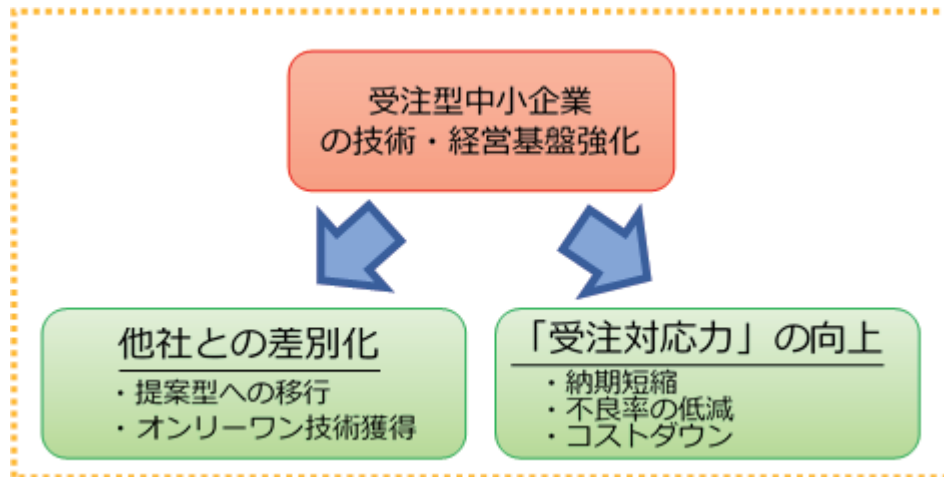 受注型中小企業
の技術・経営基盤強化
他社との差別化
・提案型への移行
・オンリーワン技術獲得
「受注対応力」の向上
・納期短縮
・不良率の低減
・コストダウン